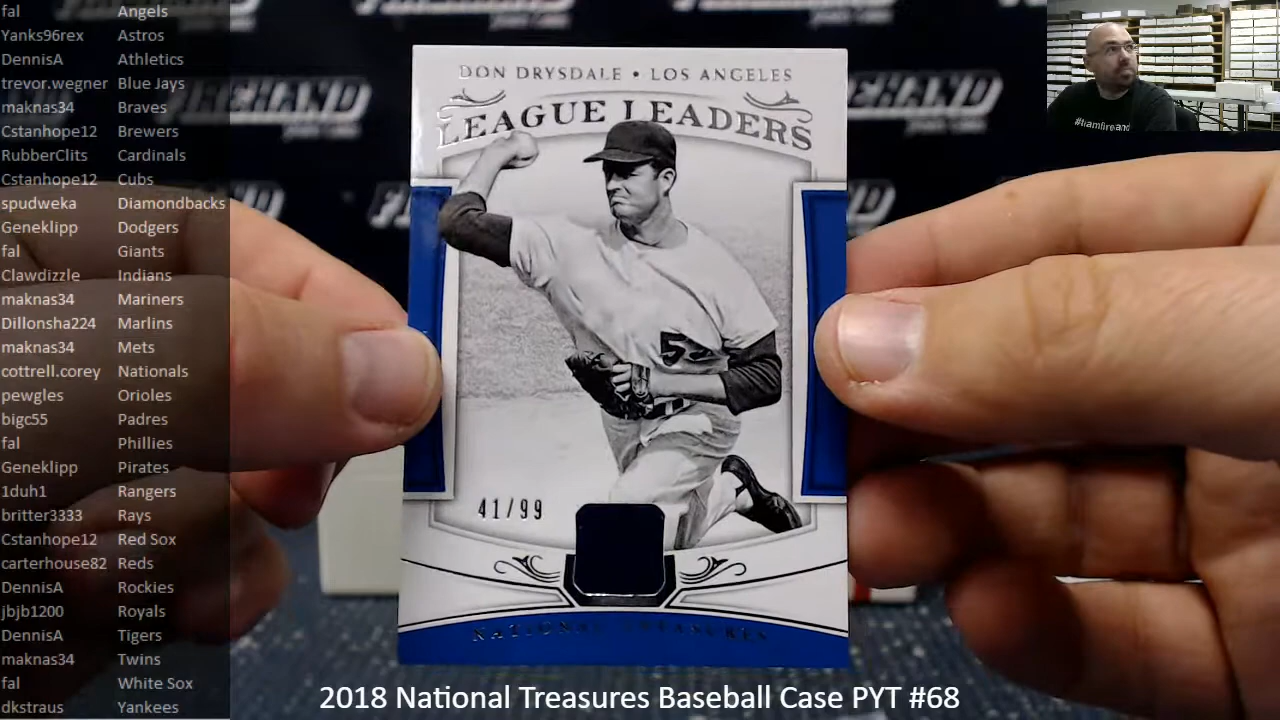 fal Angels
Yanks96rex Astros
DennisA Athletics
trevor.wegner Blue Jays
maknas34 Braves
Cstanhope12 Brewers
RubberClits Cardinals
Cstanhope12 Cubs
spudweka Diamondbacks
Geneklipp Dodgers
fal Giants
Clawdizzle Indians
maknas34 Mariners
Dillonsha224 Marlins
maknas34 Mets
cottrell.corey Nationals
pewgles Orioles
bigc55 Padres
fal Phillies
Geneklipp Pirates
1duh1 Rangers
britter3333 Rays
Cstanhope12 Red Sox
carterhouse82 Reds
DennisA Rockies
jbjb1200 Royals
DennisA Tigers
maknas34 Twins
fal White Sox
dkstraus Yankees
DON DRYSDALE • LOS ANGELES
LEAGUE LEADERS
41/99
NATIONAL TREASURES
2018 National Treasures Baseball Case PYT #68